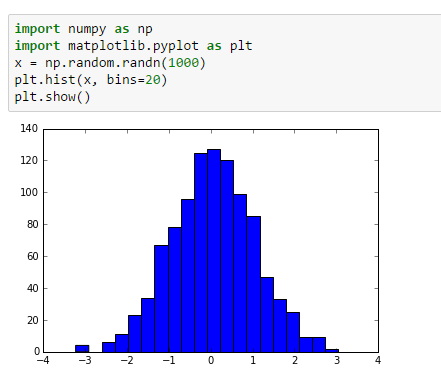 import numpy as np
import matplotlib.pyplot as plt
x = np.random.randn(1000)
plt.hist(x, bins=20)
plt.show()
140
120
100
80
60
40
20
0
−4 −3 −2 −1 0 1 2 3 4